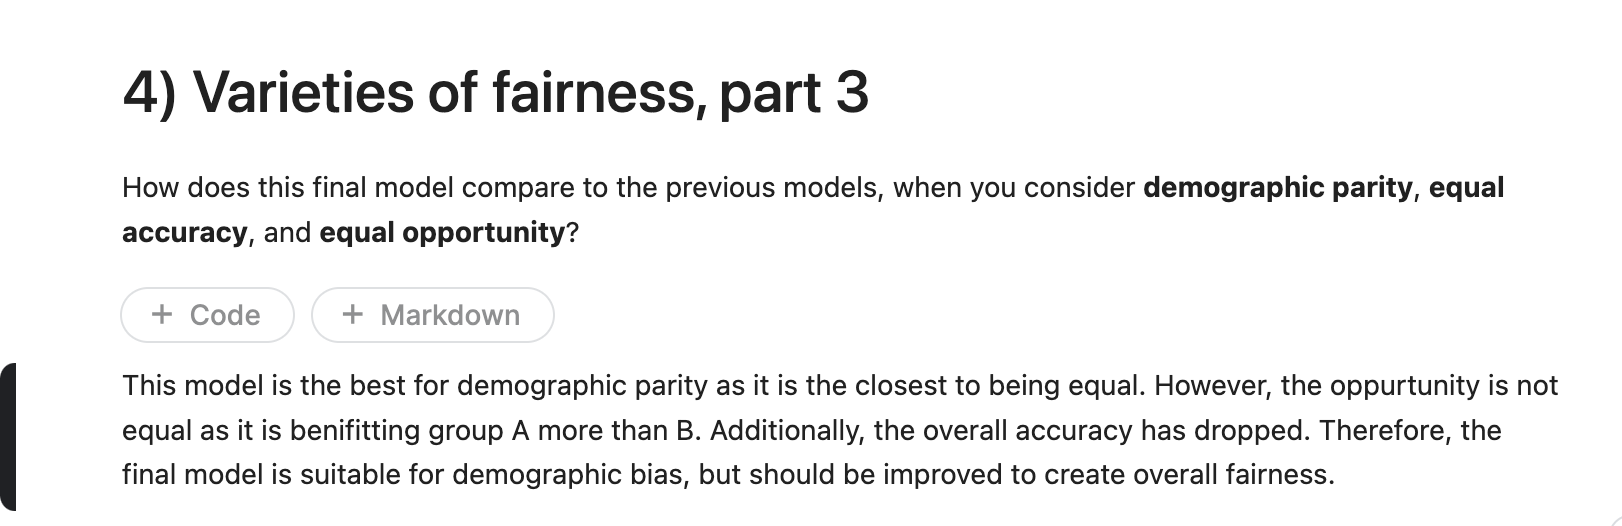 4) Varieties of fairness, part 3
How does this final model compare to the previous models, when you consider demographic parity, equal
accuracy, and equal opportunity?
+ Code + Markdown
This model is the best for demographic parity as it is the closest to being equal. However, the oppurtunity is not
equal as it is benifitting group A more than B. Additionally, the overall accuracy has dropped. Therefore, the
final model is suitable for demographic bias, but should be improved to create overall fairness.